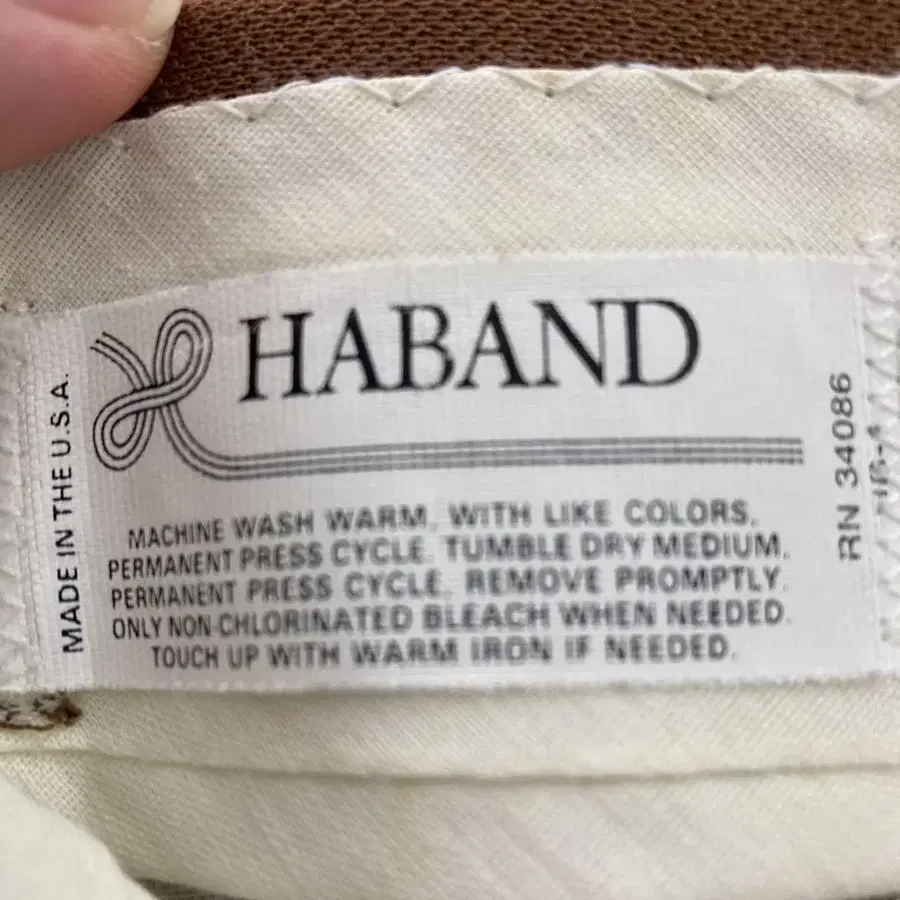 HABAND
MADE IN THE U.S.A.
MACHINE WASH WARM, WITH LIKE COLORS,
PERMANENT PRESS CYCLE. TUMBLE DRY MEDIUM,
PERMANENT PRESS CYCLE, REMOVE PROMPTLY.
ONLY NON-CHLORINATED BLEACH WHEN NEEDED.
TOUCH UP WITH WARM IRON IF NEEDED.
RN 34086